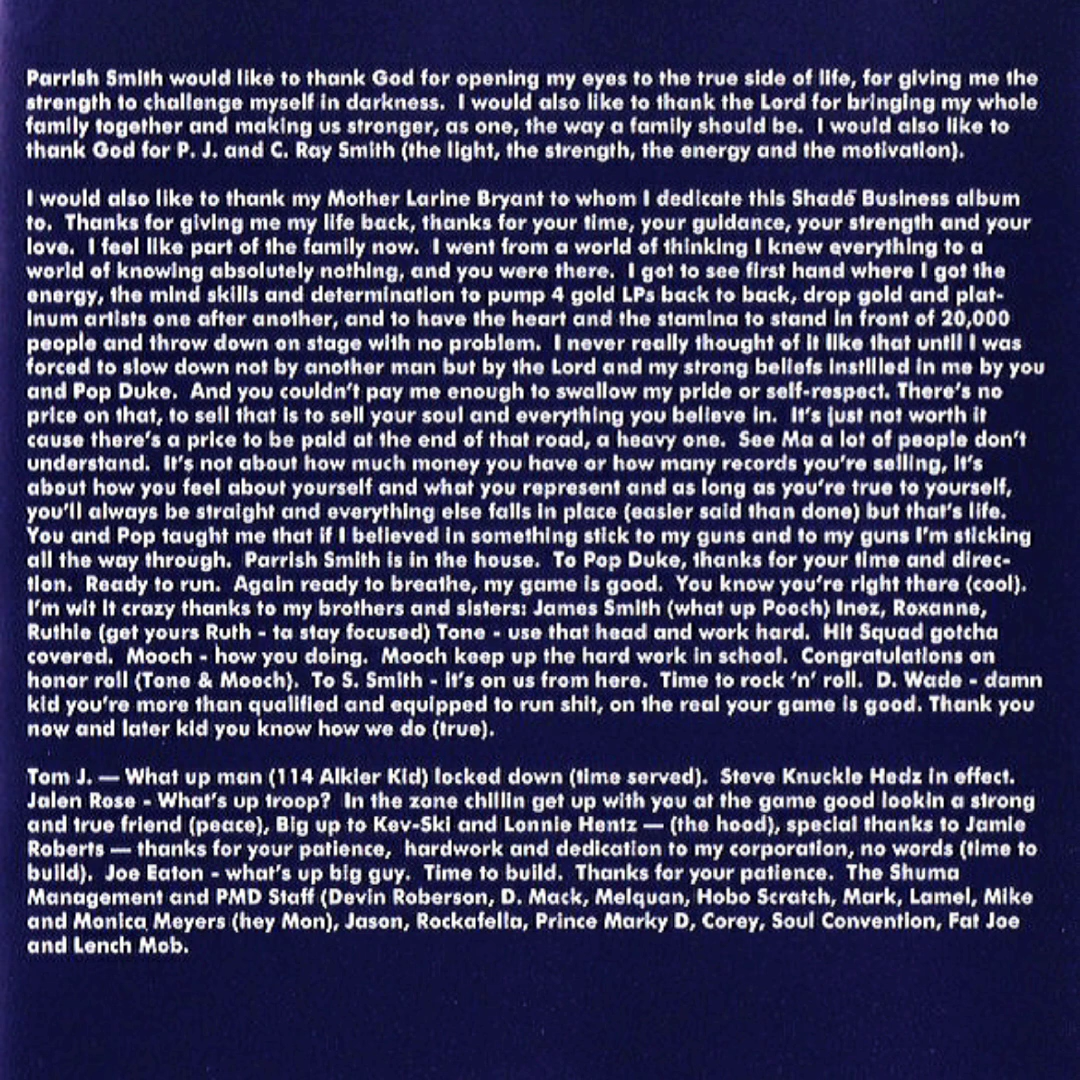 Parrish Smith would like to thank God for opening my eyes to the true side of life, for giving me the
strength to challenge myself in darkness. I would also like to thank the Lord for bringing my whole
family together and making us stronger, as one, the way a family should be. I would also like to
thank God for P. J. and C. Ray Smith (the light, the strength, the energy and the motivation).

I would also like to thank my Mother Larine Bryant to whom I dedicate this Shadé Business album
to. Thanks for giving me my life back, thanks for your time, your guidance, your strength and your
love. I feel like part of the family now. I went from a world of thinking I knew everything to a
world of knowing absolutely nothing, and you were there. I got to see first hand where I got the
energy, the mind skills and determination to pump 4 gold LPs back to back, drop gold and plat-
inum artists one after another, and to have the heart and the stamina to stand in front of 20,000
people and throw down on stage with no problem. I never really thought of it like that until I was
forced to slow down not by another man but by the Lord and my strong beliefs instilled in me by you
and Pop Duke. And you couldn't pay me enough to swallow my pride or self-respect. There's no
price on that, to sell that is to sell your soul and everything you believe in. It's just not worth it
cause there's a price to be paid at the end of that road, a heavy one. See Ma a lot of people don't
understand. It's not about how much money you have or how many records you're selling, it's
about how you feel about yourself and what you represent and as long as you're true to yourself,
you'll always be straight and everything else falls in place (easier said than done) but that's life.
You and Pop taught me that if I believed in something stick to my guns and to my guns I'm sticking
all the way through. Parrish Smith is in the house. To Pop Duke, thanks for your time and direc-
tion. Ready to run. Again ready to breathe, my game is good. You know you're right there (cool).
I'm wit it crazy thanks to my brothers and sisters: James Smith (what up Pooch) Inez, Roxanne,
Ruthie (get yours Ruth - ta stay focused) Tone - use that head and work hard. Hit Squad gotcha
covered. Mooch - how you doing. Mooch keep up the hard work in school. Congratulations on
honor roll (Tone & Mooch). To S. Smith - it's on us from here. Time to rock 'n' roll. D. Wade - damn
kid you're more than qualified and equipped to run shit, on the real your game is good. Thank you
now and later kid you know how we do (true).

Tom J. — What up man (114 Alkier Kid) locked down (time served). Steve Knuckle Hedz in effect.
Jalen Rose - What's up troop? In the zone chillin get up with you at the game good lookin a strong
and true friend (peace), Big up to Kev-Ski and Lonnie Hentz — (the hood), special thanks to Jamie
Roberts — thanks for your patience, hardwork and dedication to my corporation, no words (time to
build). Joe Eaton - what's up big guy. Time to build. Thanks for your patience. The Shuma
Management and PMD Staff (Devin Roberson, D. Mack, Melquan, Hobo Scratch, Mark, Lamel, Mike
and Monica Meyers (hey Mon), Jason, Rockafella, Prince Marky D, Corey, Soul Convention, Fat Joe
and Lench Mob.